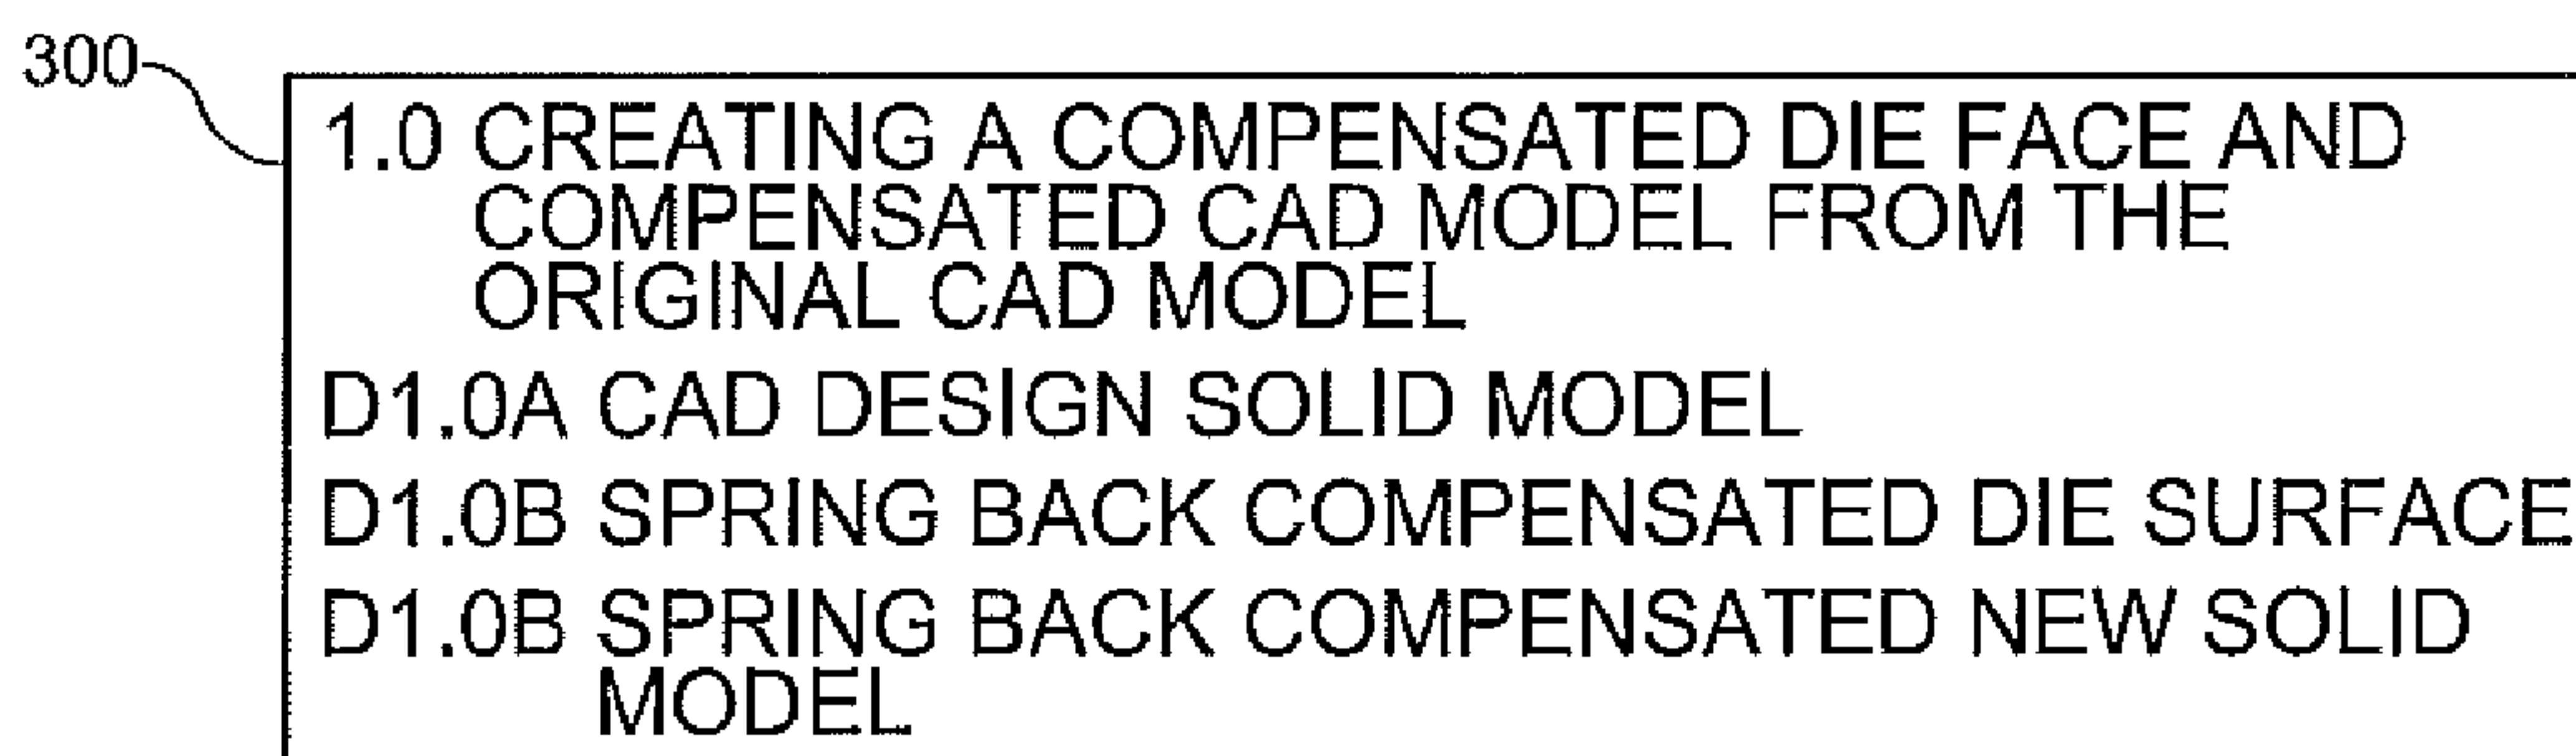 300
1.0 CREATING A COMPENSATED DIE FACE AND
COMPENSATED CAD MODEL FROM THE
ORIGINAL CAD MODEL
D1.0A CAD DESIGN SOLID MODEL
D1.0B SPRING BACK COMPENSATED DIE SURFACE
D1.0B SPRING BACK COMPENSATED NEW SOLID
MODEL